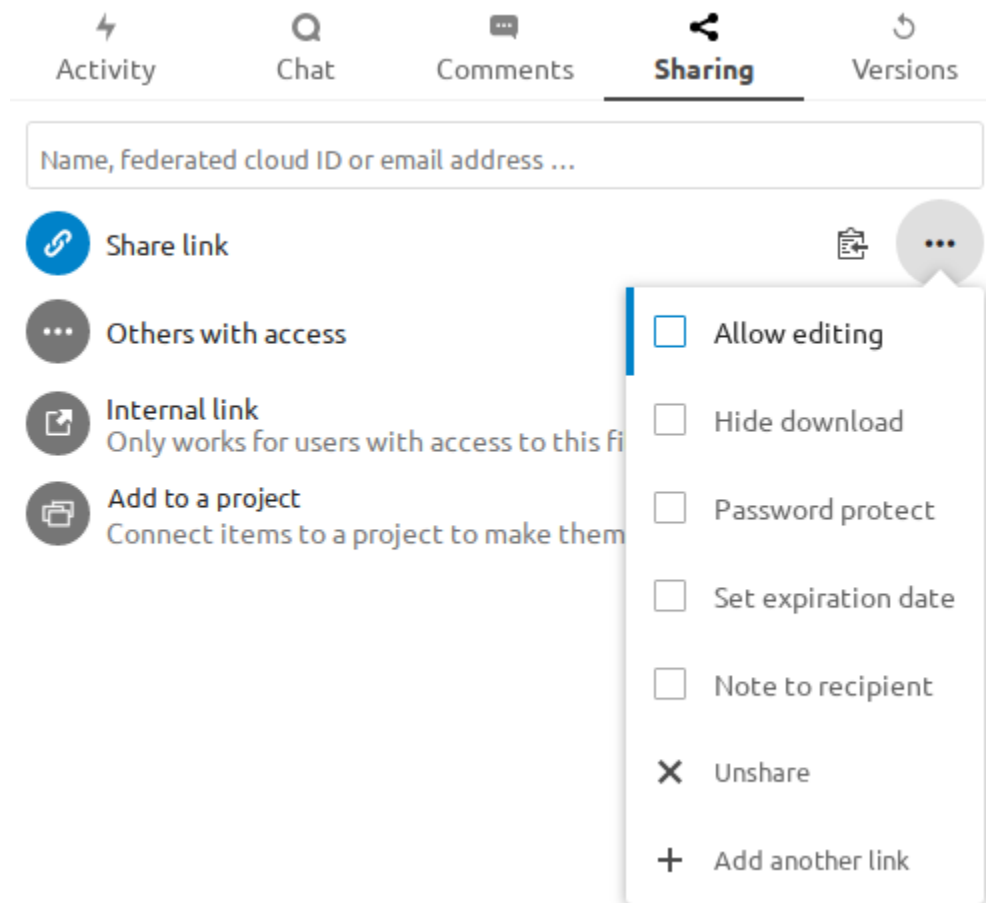 Activity
Chat
Comments
Sharing
Versions
Name, federated cloud ID or email address ...
Share link
Others with access
Internal link
Only works for users with access to this fi
Add to a project
Connect items to a project to make them
Allow editing
Hide download
Password protect
Set expiration date
Note to recipient
Unshare
Add another link